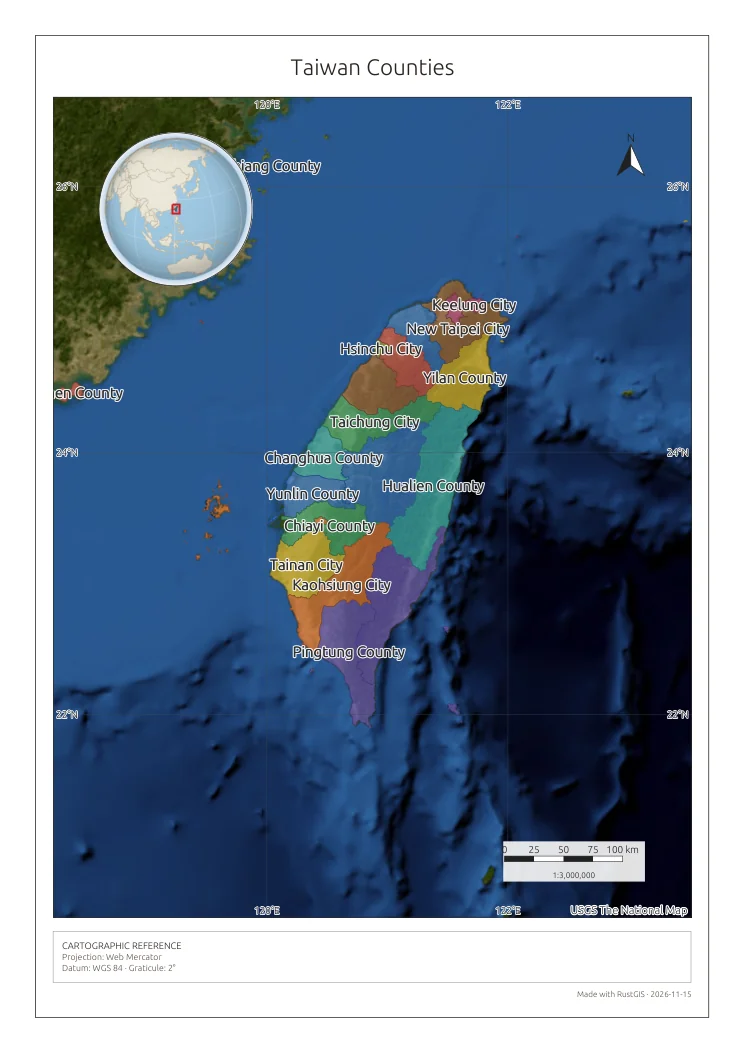 Taiwan Counties
120°E
122°E
N
iang County
26°N
26°N
Keelung City
New Taipei City
Hsinchu City
Yilan County
en County
Taichung City
24°N
24°N
Changhua County
Hualien County
Yunlin County
Chiayi County
Tainan City
Kaohsiung City
Pingtung County
22°N
22°N
0 25 50 75 100 km
1:3,000,000
120°E
122°E
USGS The National Map
CARTOGRAPHIC REFERENCE
Projection: Web Mercator
Datum: WGS 84 · Graticule: 2°
Made with RustGIS · 2026-11-15